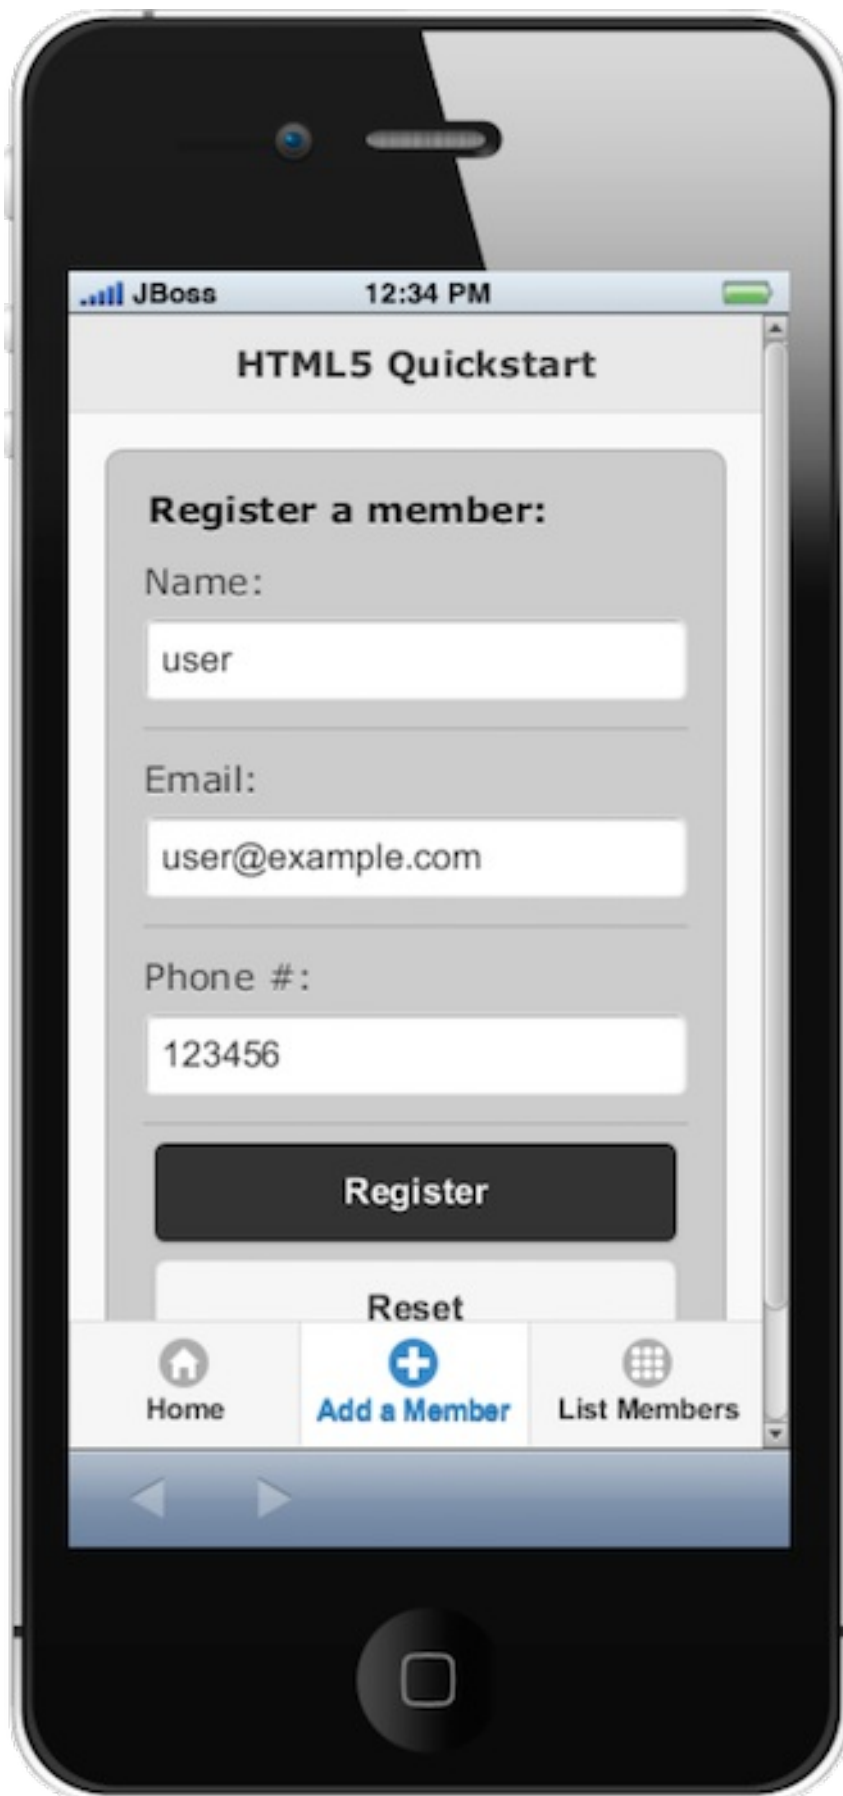 JBoss 12:34 PM
HTML5 Quickstart
Register a member:
Name:
user
Email:
user@example.com
Phone #:
123456
Register
Reset
Home Add a Member List Members